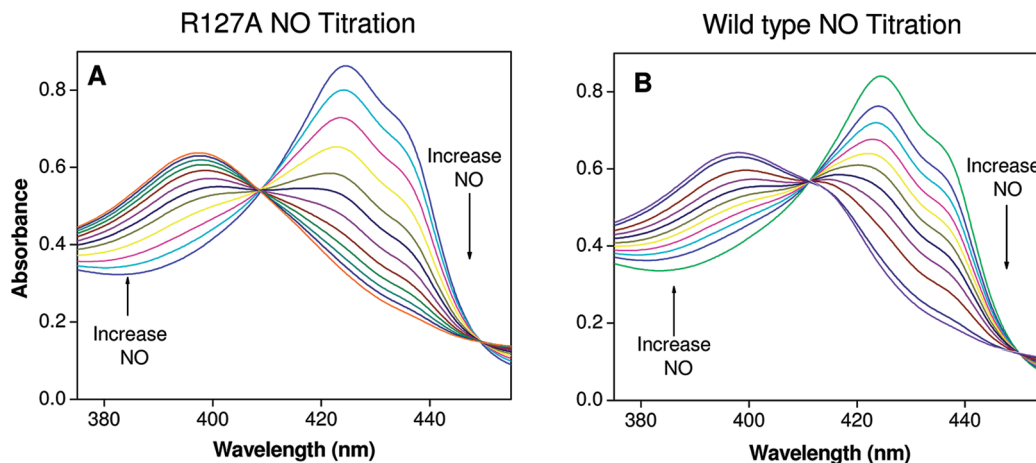 R127A NO Titration
A
0.8
0.6
0.4
0.2
0.0
Absorbance
Increase
NO
Increase
NO
380
400
420
440
Wavelength (nm)
Wild type NO Titration
B
0.8
0.6
0.4
0.2
0.0
Increase
NO
Increase
NO
380
400
420
440
Wavelength (nm)